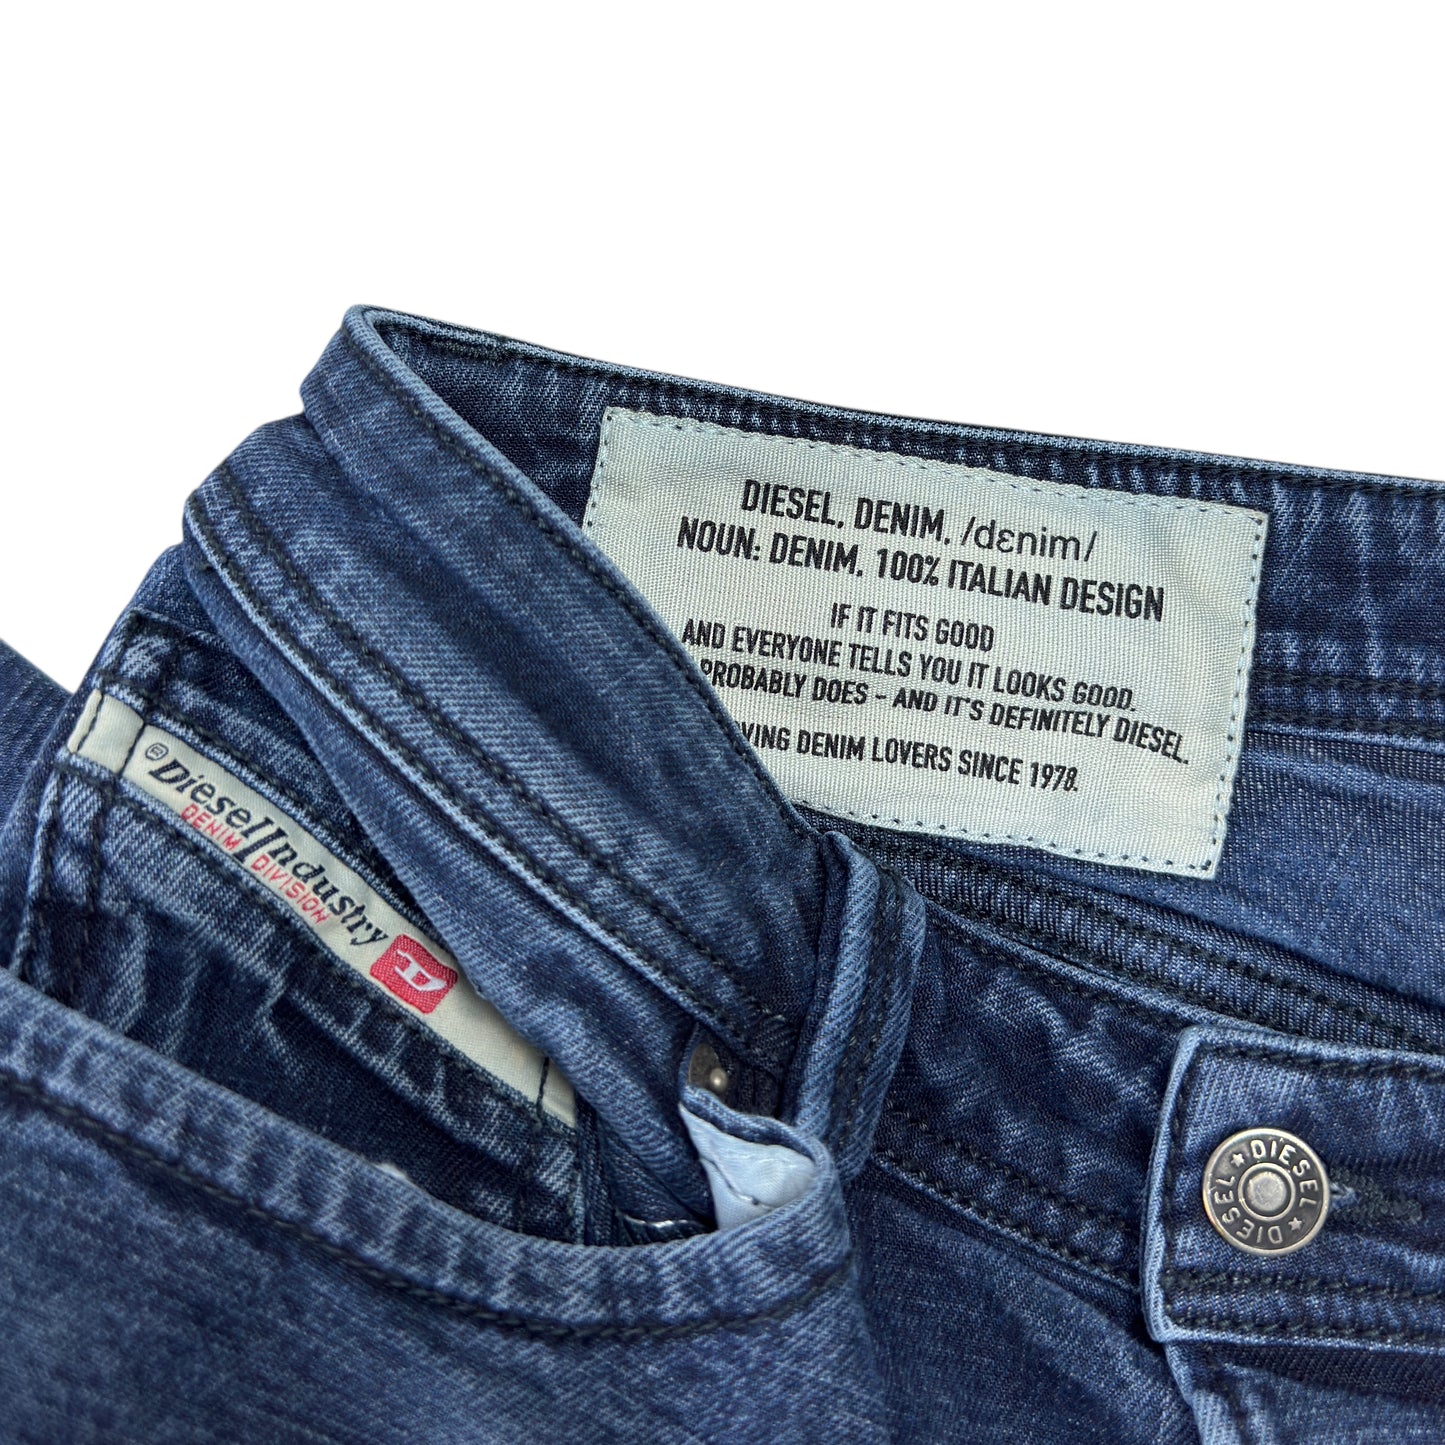 DIESEL. DENIM. /dɛnim/
NOUN: DENIM. 100% ITALIAN DESIGN
IF IT FITS GOOD
AND EVERYONE TELLS YOU IT LOOKS GOOD.
PROBABLY DOES - AND IT'S DEFINITELY DIESEL.
DENIM LOVERS SINCE 1978.
®Diesel Industry
DENIM DIVISION
D
DIESEL ★ DIESEL ★